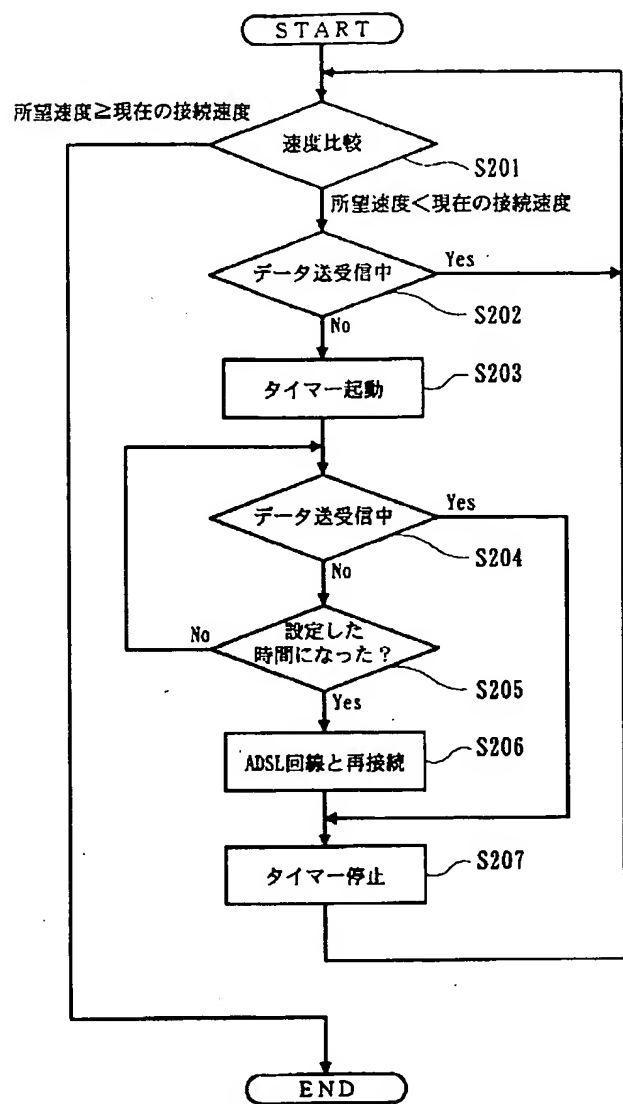 START
所望速度≧現在の接続速度
速度比較
S201
所望速度<現在の接続速度
データ送受信中
Yes
S202
No
タイマー起動
S203
データ送受信中
Yes
S204
No
設定した
時間になった?
No
S205
Yes
ADSL回線と再接続
S206
タイマー停止
S207
END